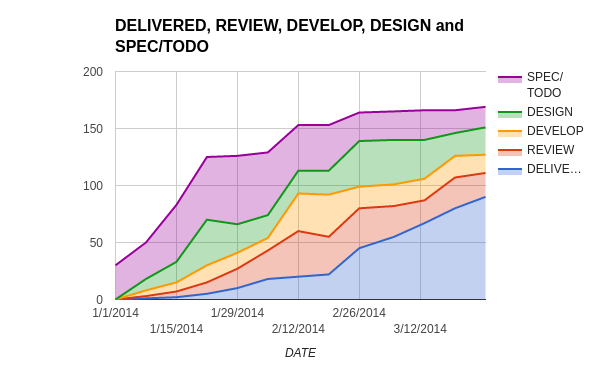 DELIVERED, REVIEW, DEVELOP, DESIGN and
SPEC/TODO
200
150
100
50
0
1/1/2014
1/15/2014
1/29/2014
2/12/2014
2/26/2014
3/12/2014
DATE
SPEC/
TODO
DESIGN
DEVELOP
REVIEW
DELIVE...